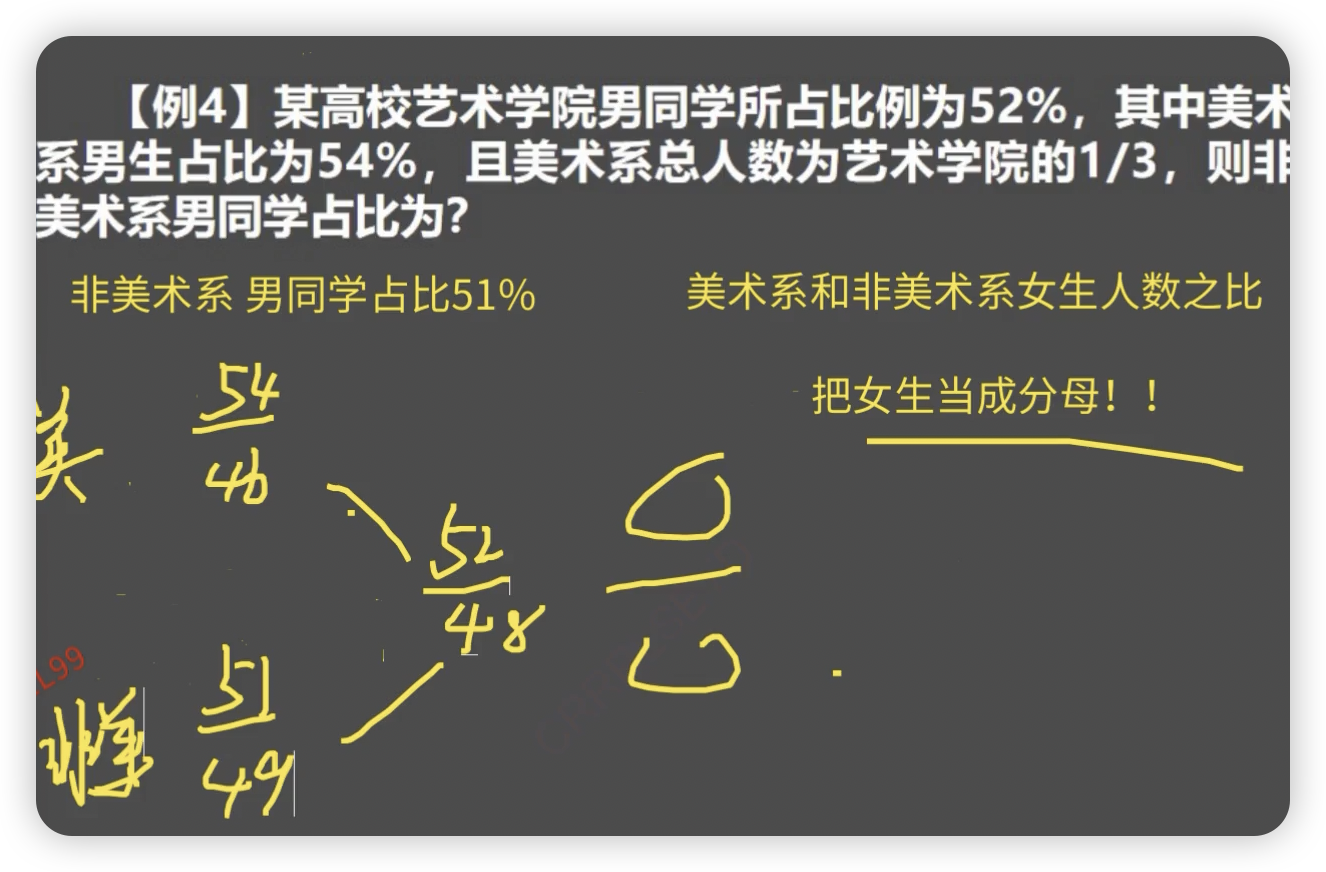 【例4】某高校艺术学院男同学所占比例为52%，其中美术
系男生占比为54%，且美术系总人数为艺术学院的1/3，则非
美术系男同学占比为？
非美术系 男同学占比51%
美术系和非美术系女生人数之比
把女生当成分母！！
美
54
46
52
48
L99
非美
51
49